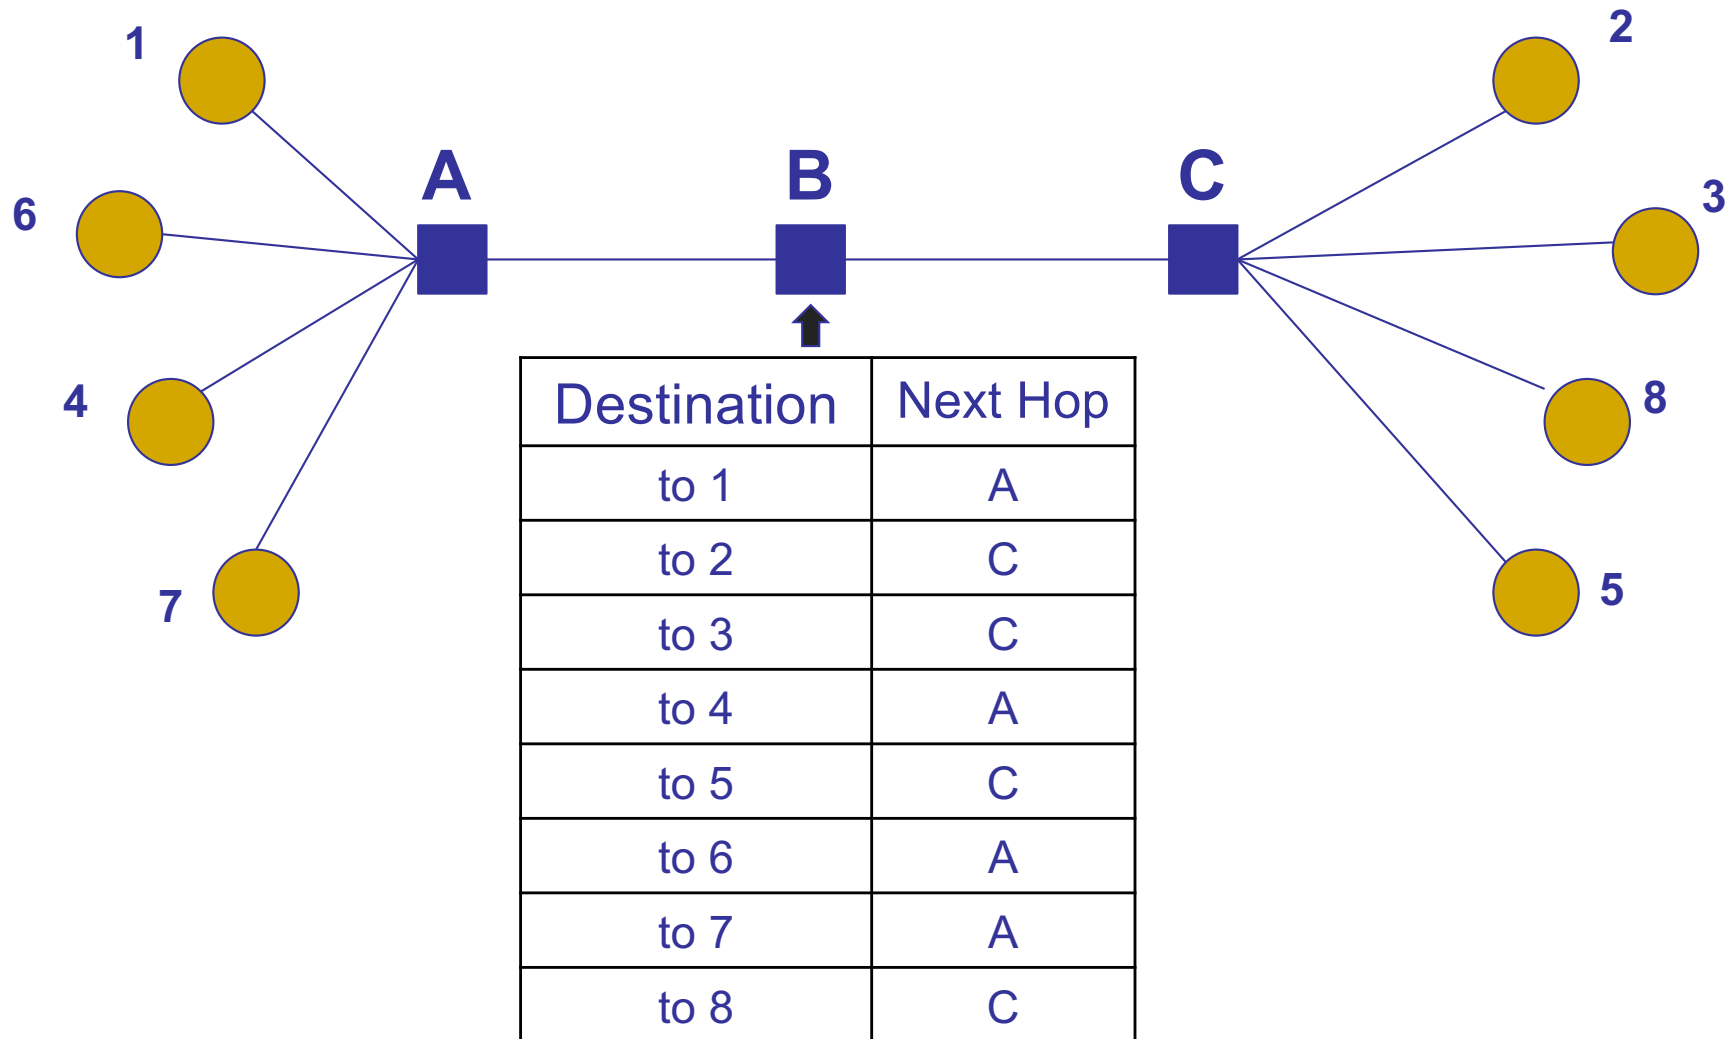 1
2
A
B
C
6
3
4
8
7
5
Destination Next Hop
to 1 A
to 2 C
to 3 C
to 4 A
to 5 C
to 6 A
to 7 A
to 8 C